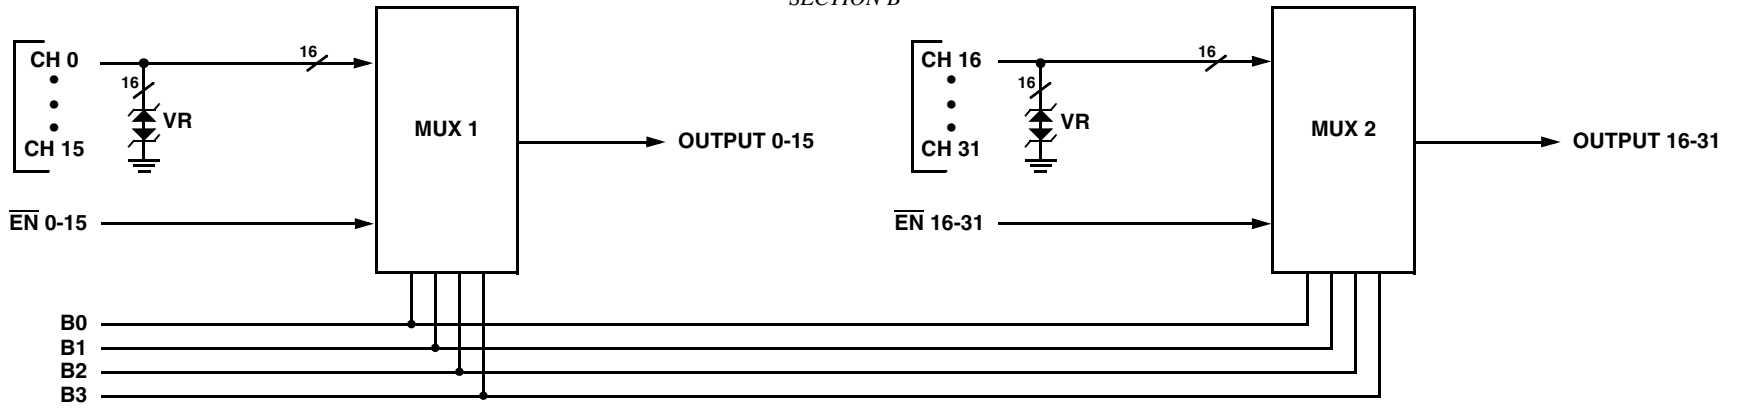 SECTION B
CH 0
16
16
VR
CH 15
MUX 1
OUTPUT 0-15
EN 0-15
CH 16
16
16
VR
CH 31
MUX 2
OUTPUT 16-31
EN 16-31
B0
B1
B2
B3